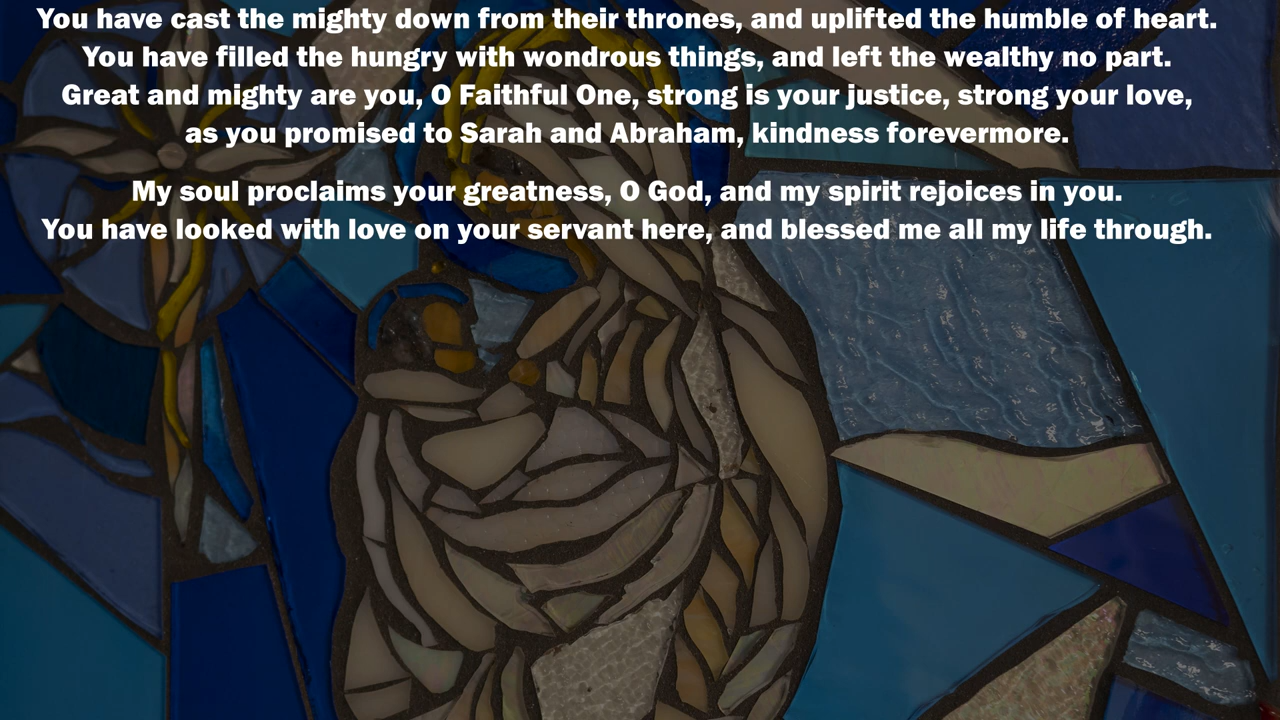 You have cast the mighty down from their thrones, and uplifted the humble of heart.
You have filled the hungry with wondrous things, and left the wealthy no part.
Great and mighty are you, O Faithful One, strong is your justice, strong your love,
as you promised to Sarah and Abraham, kindness forevermore.
My soul proclaims your greatness, O God, and my spirit rejoices in you.
You have looked with love on your servant here, and blessed me all my life through.